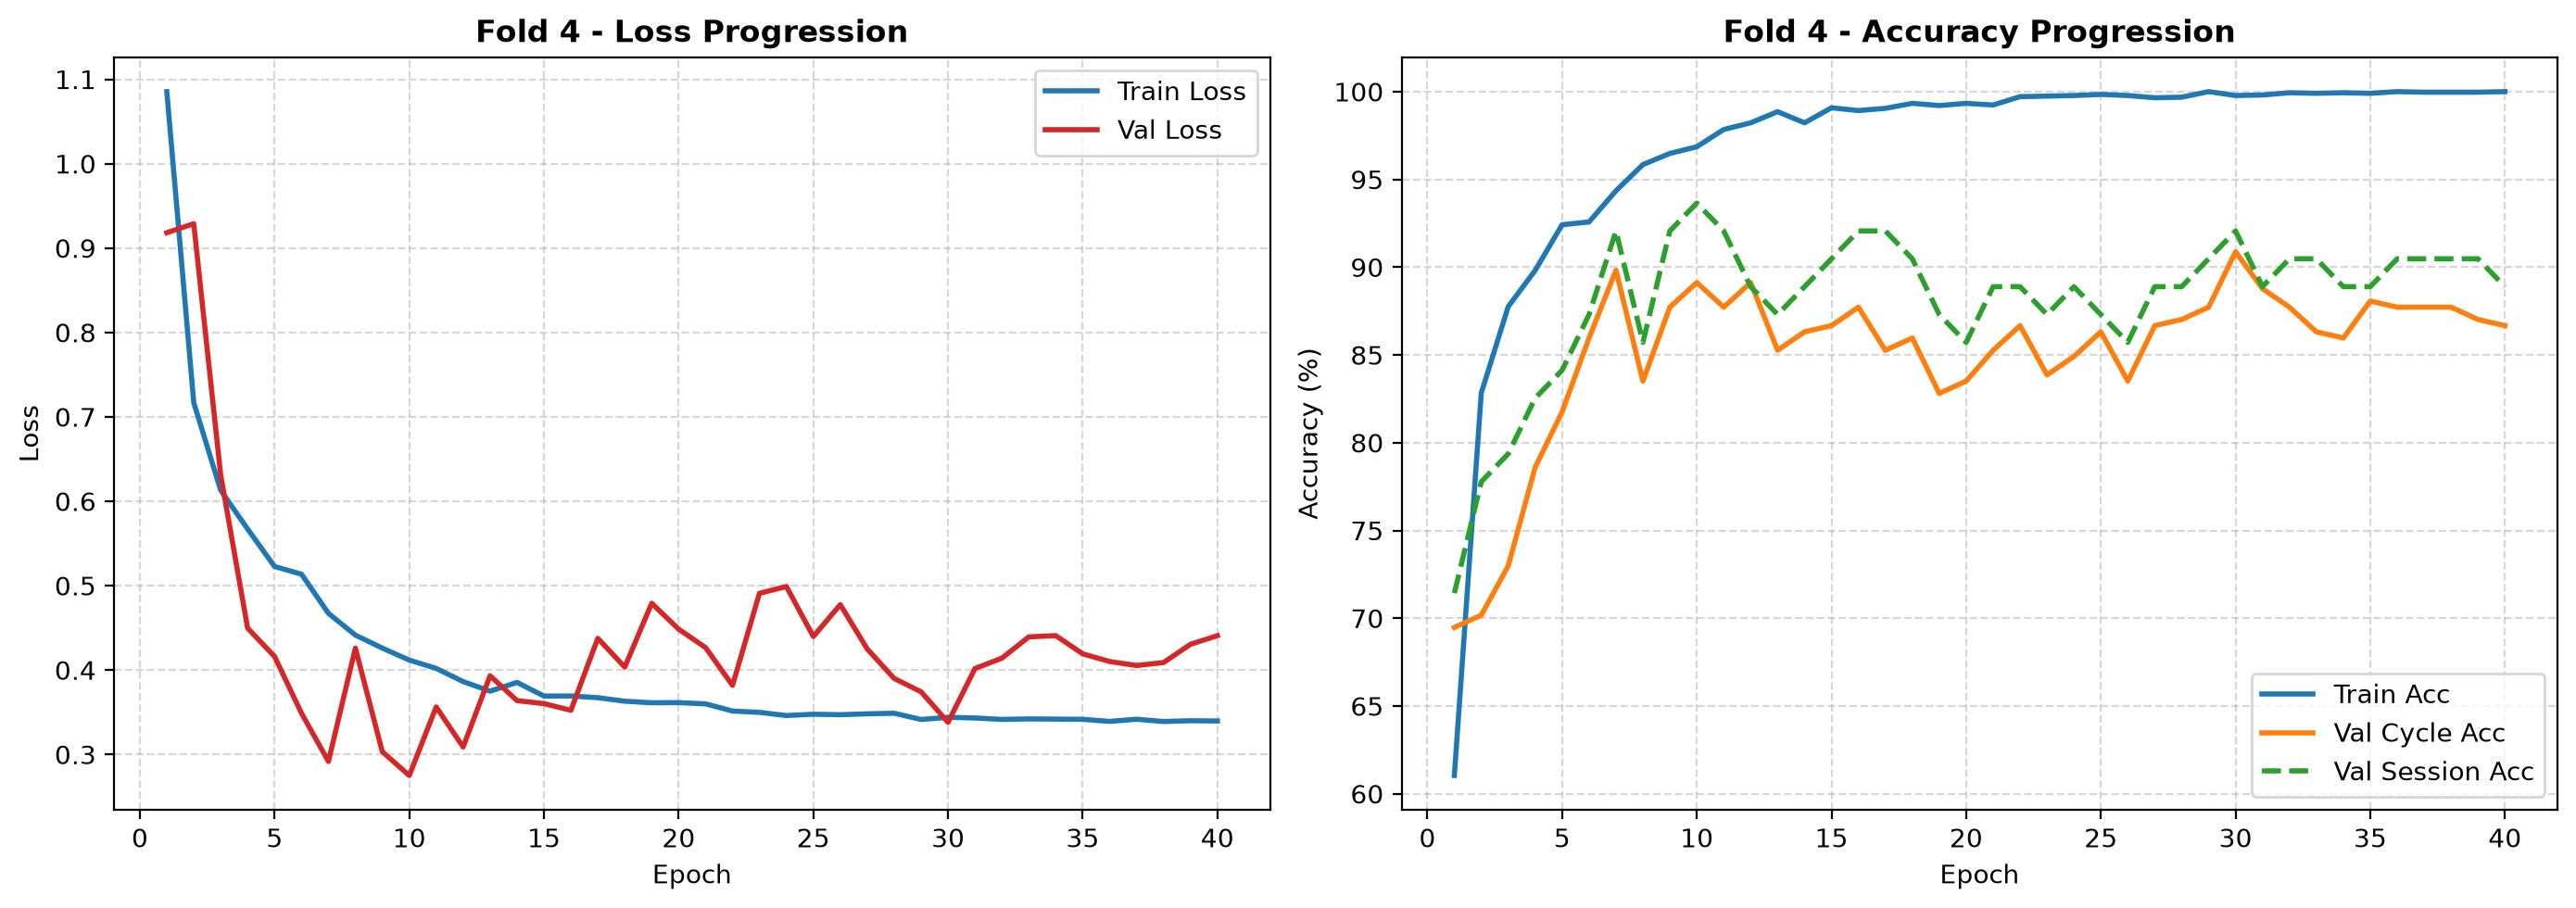 Fold 4 - Loss Progression
1.1
1.0
0.9
0.8
0.7
0.6
0.5
0.4
0.3
Loss
0 5 10 15 20 25 30 35 40
Epoch
Train Loss
Val Loss
Fold 4 - Accuracy Progression
100
95
90
85
80
75
70
65
60
Accuracy (%)
0 5 10 15 20 25 30 35 40
Epoch
Train Acc
Val Cycle Acc
Val Session Acc